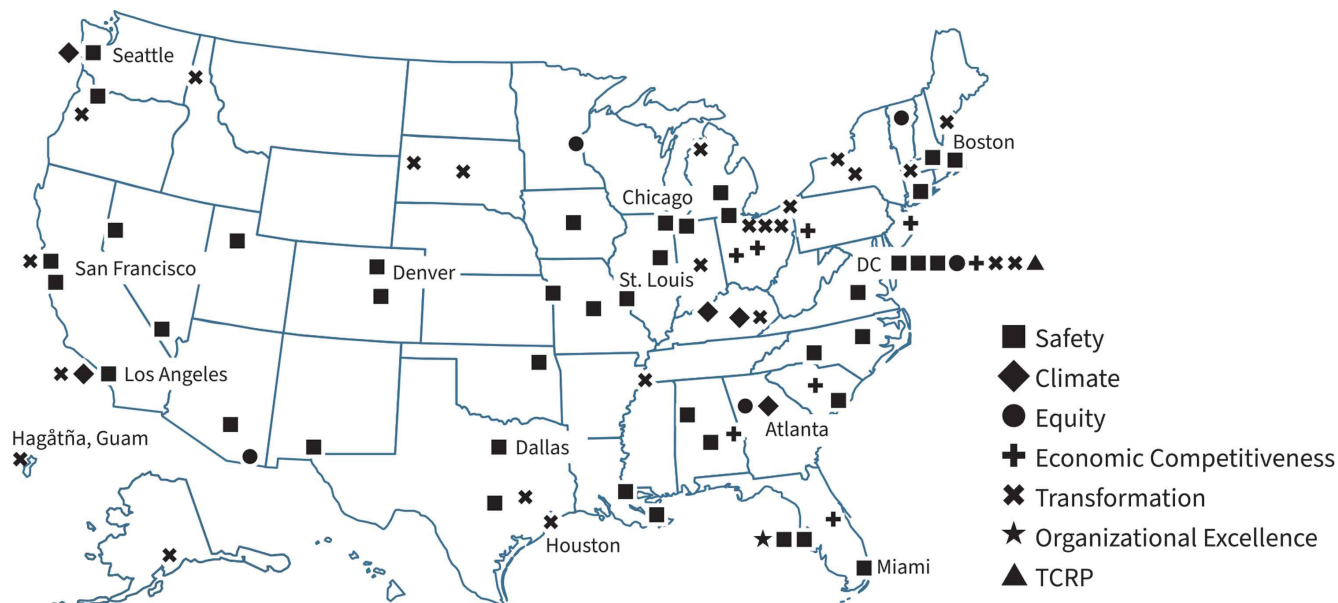 Seattle
Boston
Chicago
DC
San Francisco
Denver
St. Louis
Los Angeles
Atlanta
Hagåtña, Guam
Dallas
Houston
Miami
Safety
Climate
Equity
Economic Competitiveness
Transformation
Organizational Excellence
TCRP